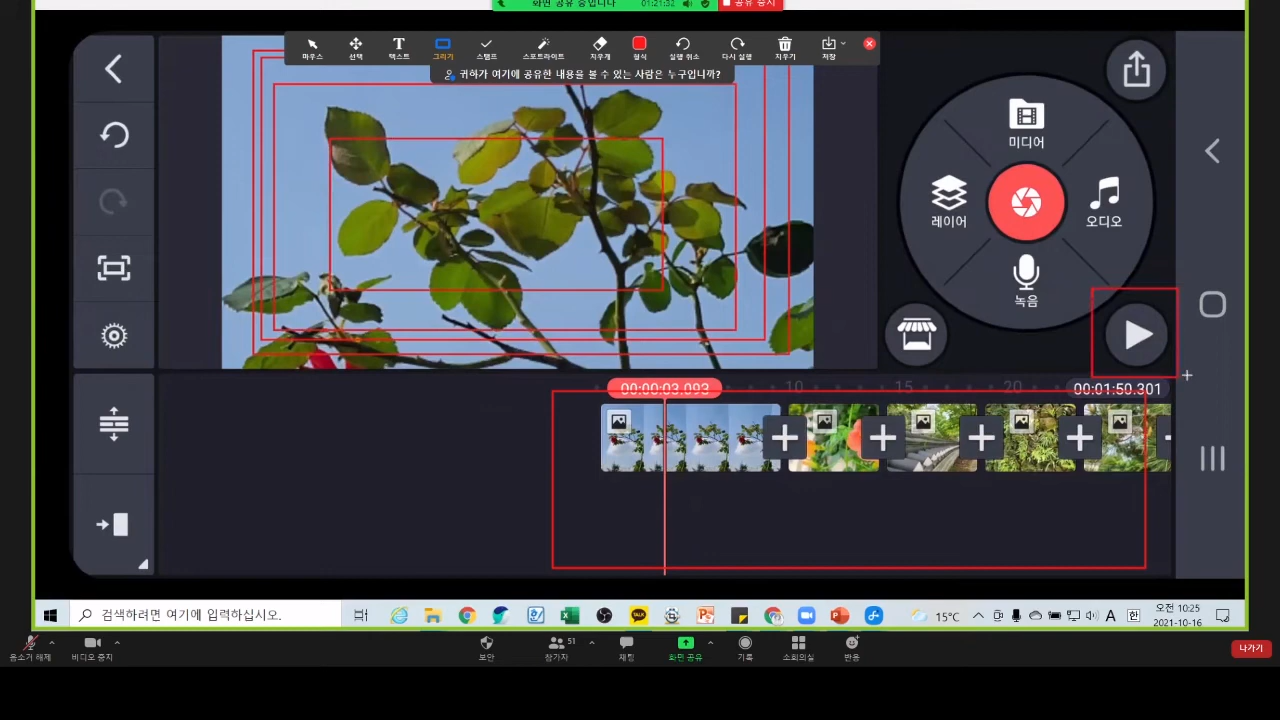 화면 공유 중입니다 01:21:32 공유 중지
마우스 선택 텍스트 그리기 스탬프 스포트라이트 지우개 형식 실행 취소 다시 실행 지우기 저장
귀하가 여기에 공유한 내용을 볼 수 있는 사람은 누구입니까?
미디어
레이어
오디오
녹음
00:00:03.093 10 15 20 00:01:50.301
검색하려면 여기에 입력하십시오.
TALK
15°C
A
한
오전 10:25
2021-10-16
51
음소거 해제 비디오 중지 보안 참가자 채팅 화면 공유 기록 소회의실 반응
나가기